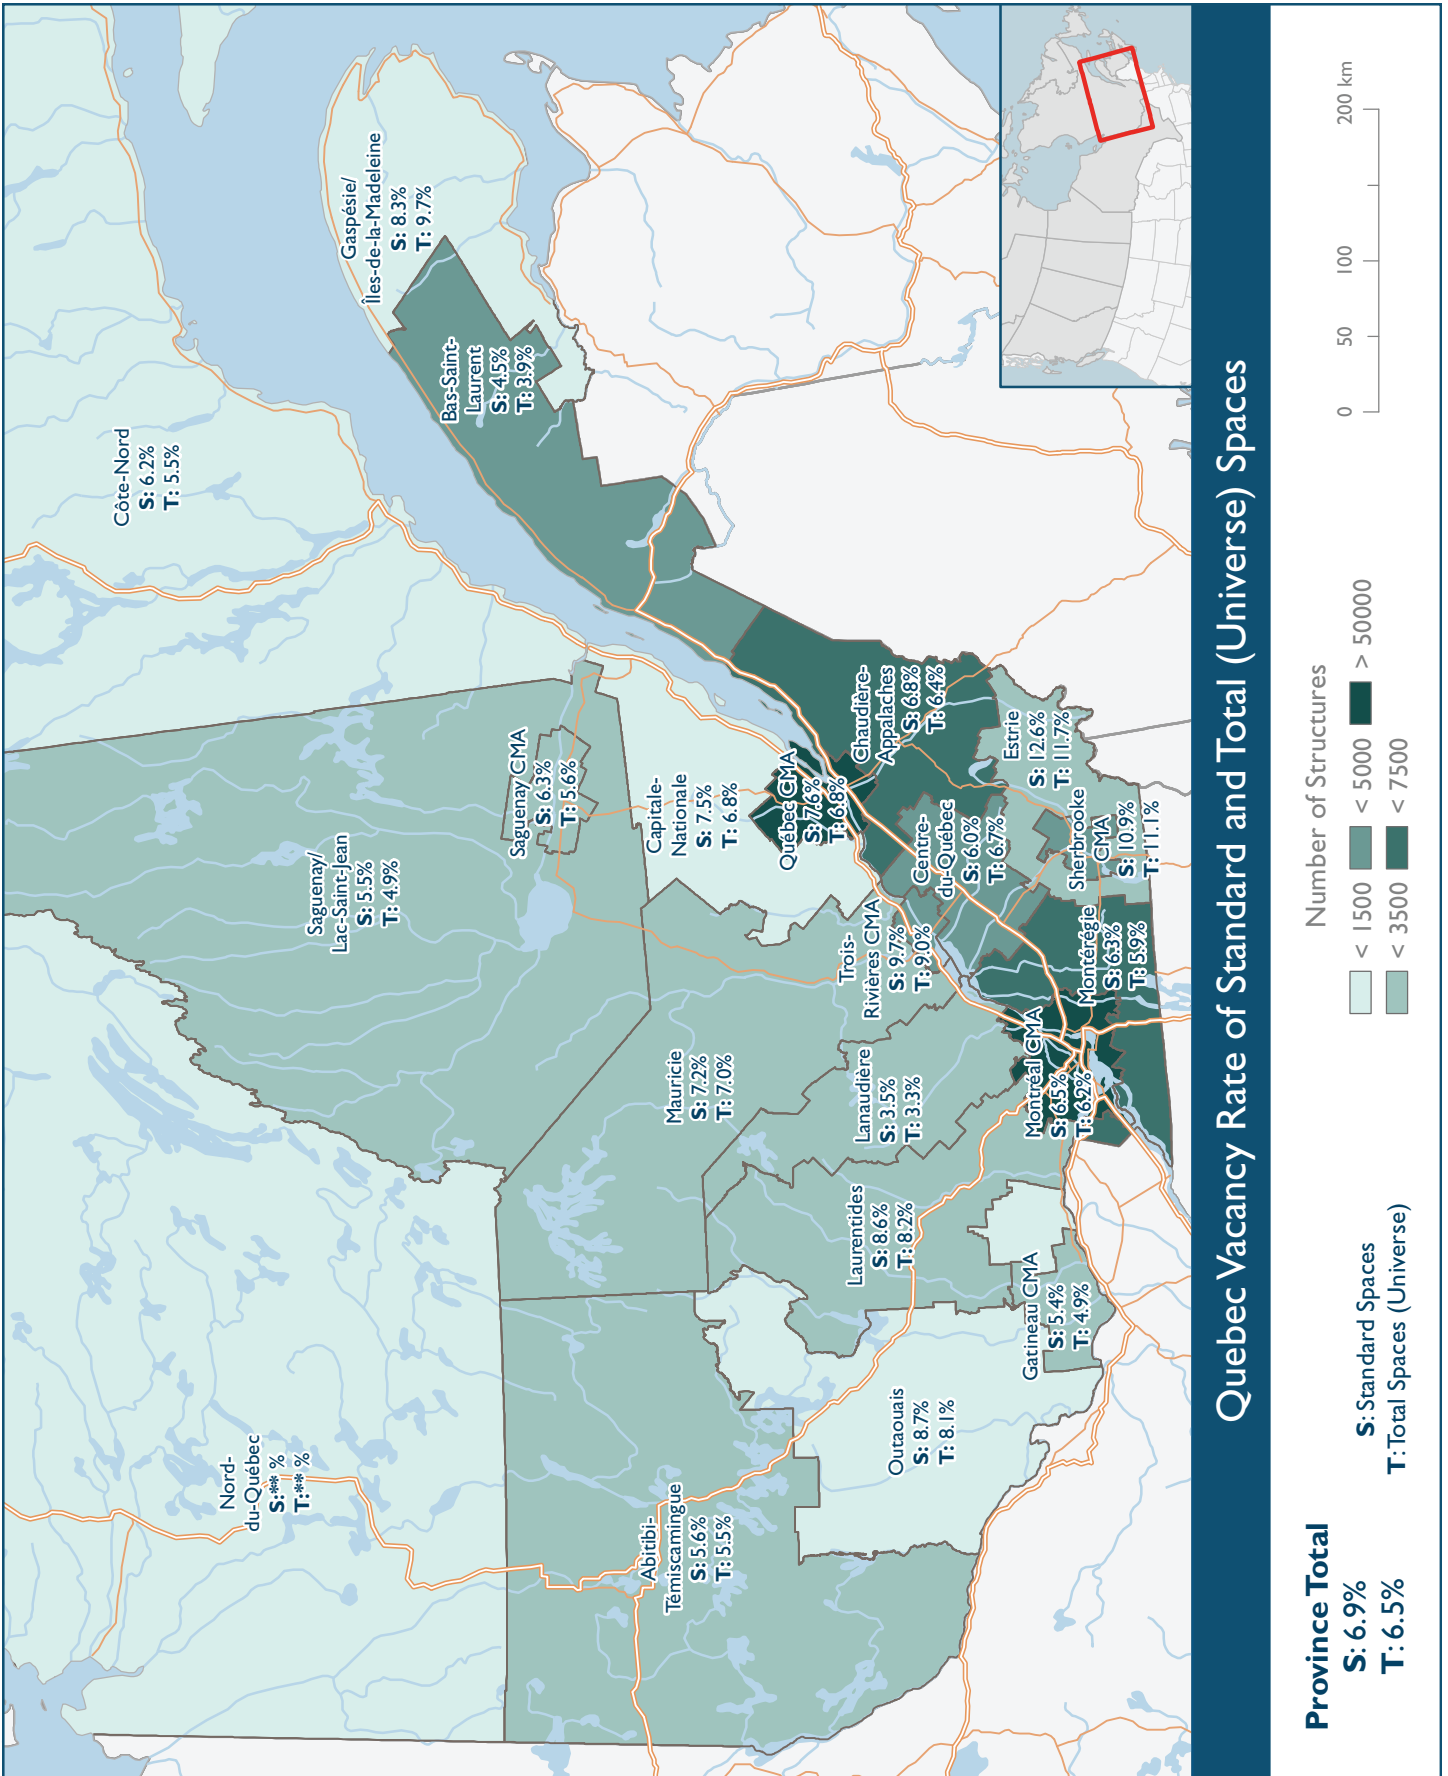 Nord-
du-Québec
S:** %
T:** %
Côte-Nord
S: 6.2%
T: 5.5%
Saguenay/
Lac-Saint-Jean
S: 5.5%
T: 4.9%
Gaspésie/
Îles-de-la-Madeleine
S: 8.3%
T: 9.7%
Bas-Saint-
Laurent
S: 4.5%
T: 3.9%
Saguenay CMA
S: 6.3%
T: 5.6%
Abitibi-
Témiscamingue
S: 5.6%
T: 5.5%
Mauricie
S: 7.2%
T: 7.0%
Capitale-
Nationale
S: 7.5%
T: 6.8%
Québec CMA
S: 7.6%
T: 6.8%
Chaudière-
Appalaches
S: 6.8%
T: 6.4%
Trois-
Rivières CMA
S: 9.7%
T: 9.0%
Centre-
du-Québec
S: 6.0%
T: 6.7%
Outaouais
S: 8.7%
T: 8.1%
Laurentides
S: 8.6%
T: 8.2%
Lanaudière
S: 3.5%
T: 3.3%
Estrie
S: 12.6%
T: 11.7%
Gatineau CMA
S: 5.4%
T: 4.9%
Montréal CMA
S: 6.5%
T: 6.2%
Montérégie
S: 6.3%
T: 5.9%
Sherbrooke
CMA
S: 10.9%
T: 11.1%
Quebec Vacancy Rate of Standard and Total (Universe) Spaces
Province Total
S: 6.9%
T: 6.5%
S: Standard Spaces
T: Total Spaces (Universe)
Number of Structures
< 1500 < 5000 > 50000
< 3500 < 7500
0 50 100 200 km